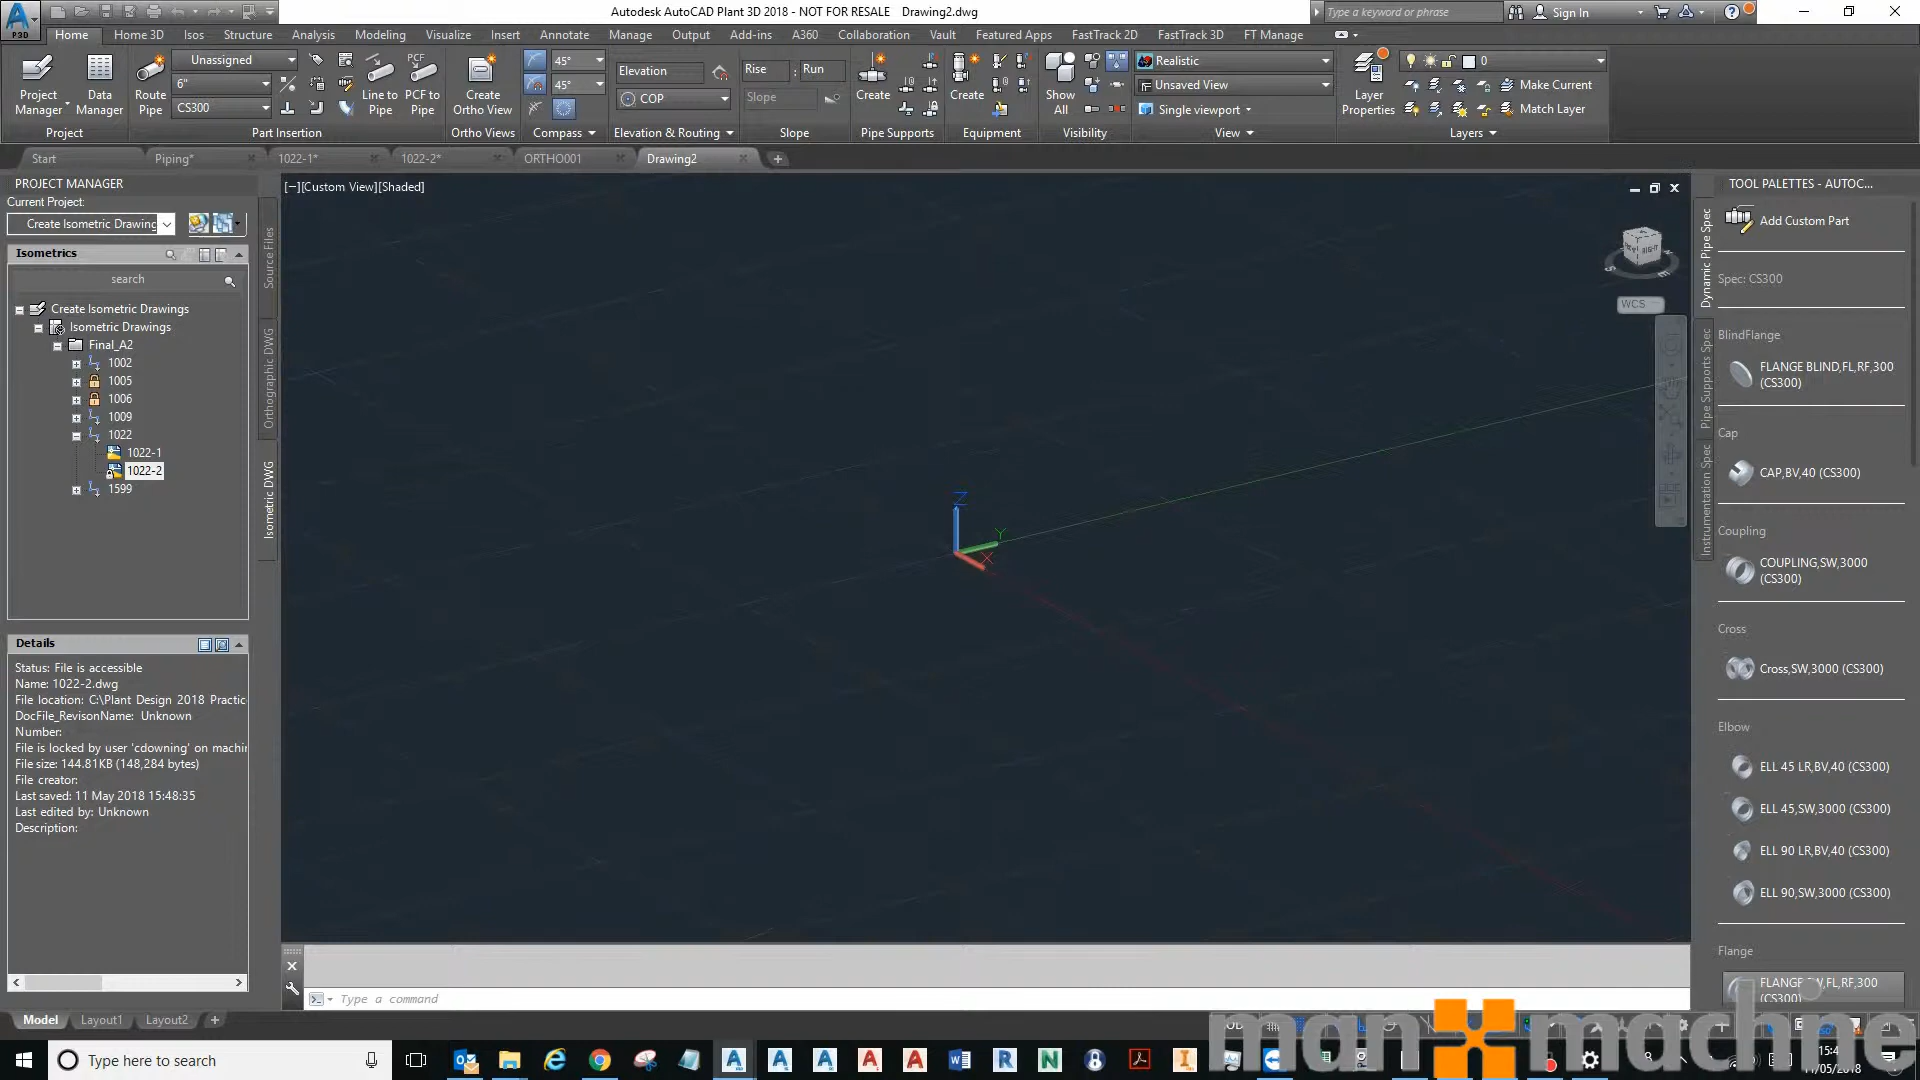 Autodesk AutoCAD Plant 3D 2018 - NOT FOR RESALE    Drawing2.dwg
Type a keyword or phrase
Sign In
P3D
Home
Home 3D
Isos
Structure
Analysis
Modeling
Visualize
Insert
Annotate
Manage
Output
Add-ins
A360
Collaboration
Vault
Featured Apps
FastTrack 2D
FastTrack 3D
FT Manage
Project Manager
Data Manager
Project
Route Pipe
Unassigned
6"
CS300
Line to Pipe
PCF to Pipe
PCF
Part Insertion
Create Ortho View
Ortho Views
45°
45°
Compass
Elevation
COP
Elevation & Routing
Rise : Run
Slope
Slope
Create
Pipe Supports
Create
Equipment
Show All
Visibility
Realistic
Unsaved View
Single viewport
View
Layer Properties
0
Make Current
Match Layer
Layers
Start
Piping*
1022-1*
1022-2*
ORTHO001
Drawing2
PROJECT MANAGER
Current Project:
Create Isometric Drawing
Isometrics
search
Create Isometric Drawings
Isometric Drawings
Final_A2
1002
1005
1006
1009
1022
1022-1
1022-2
1599
Source Files
Orthographic DWG
Isometric DWG
Details
Status: File is accessible
Name: 1022-2.dwg
File location: C:\Plant Design 2018 Practic
DocFile_RevisonName: Unknown
Number:
File is locked by user 'cdowning' on machin
File size: 144.81KB (148,284 bytes)
File creator:
Last saved: 11 May 2018 15:48:35
Last edited by: Unknown
Description:
[−][Custom View][Shaded]
Z
Y
X
RIGHT
S
E
WCS
TOOL PALETTES - AUTOC...
Dynamic Pipe Spec
Pipe Supports Spec
Instrumentation Spec
Add Custom Part
Spec: CS300
BlindFlange
FLANGE BLIND,FL,RF,300
(CS300)
Cap
CAP,BV,40 (CS300)
Coupling
COUPLING,SW,3000
(CS300)
Cross
Cross,SW,3000 (CS300)
Elbow
ELL 45 LR,BV,40 (CS300)
ELL 45,SW,3000 (CS300)
ELL 90 LR,BV,40 (CS300)
ELL 90,SW,3000 (CS300)
Flange
(CS300)
Type a command
Model
Layout1
Layout2
man machine
Type here to search
11/05/2018